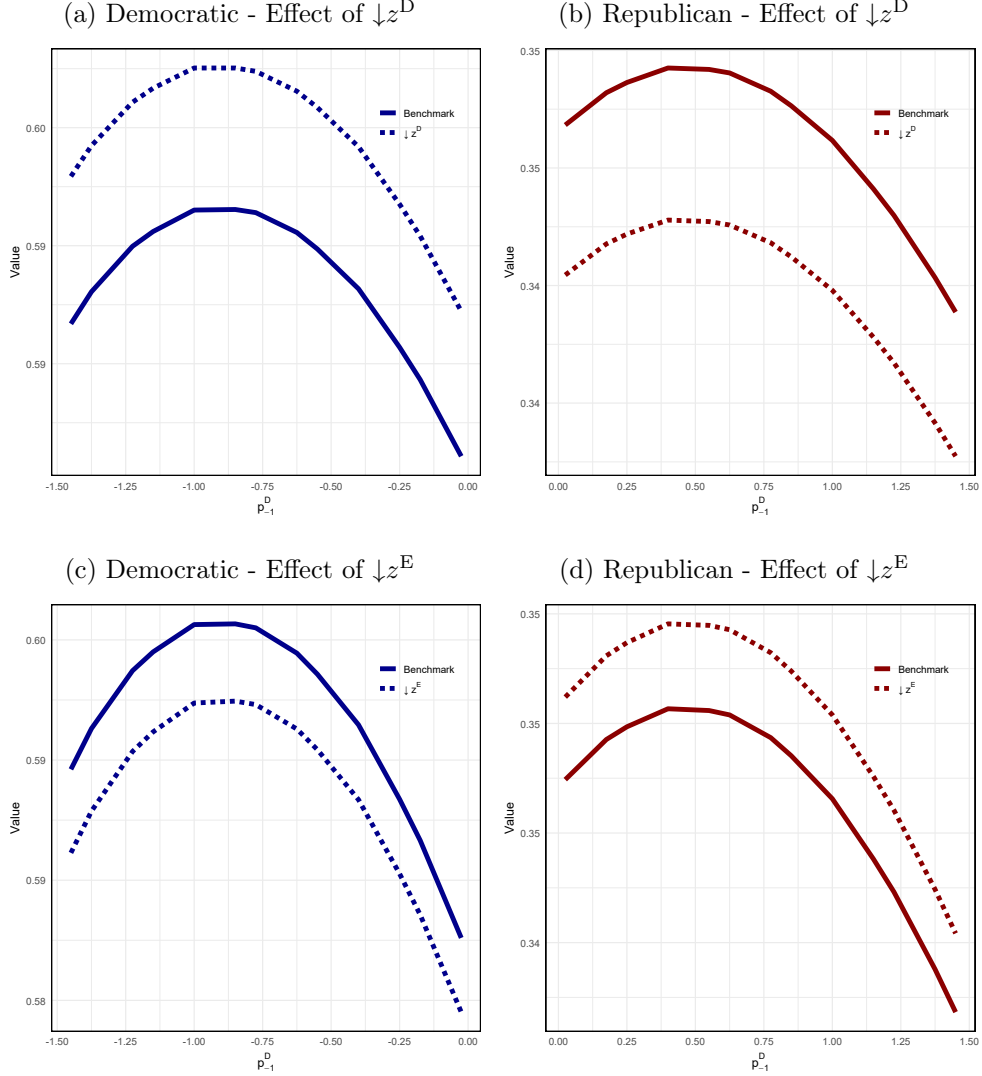 (a) Democratic - Effect of ↓z^D
(b) Republican - Effect of ↓z^D
0.60
0.59
0.59
Value
Benchmark
↓ z^D
-1.50 -1.25 -1.00 -0.75 -0.50 -0.25 0.00
p^D_−1
0.35
0.35
0.34
0.34
Value
Benchmark
↓ z^D
0.00 0.25 0.50 0.75 1.00 1.25 1.50
p^D_−1
(c) Democratic - Effect of ↓z^E
(d) Republican - Effect of ↓z^E
0.60
0.59
0.59
0.58
Value
Benchmark
↓ z^E
-1.50 -1.25 -1.00 -0.75 -0.50 -0.25 0.00
p^D_−1
0.35
0.35
0.35
0.34
Value
Benchmark
↓ z^E
0.00 0.25 0.50 0.75 1.00 1.25 1.50
p^D_−1